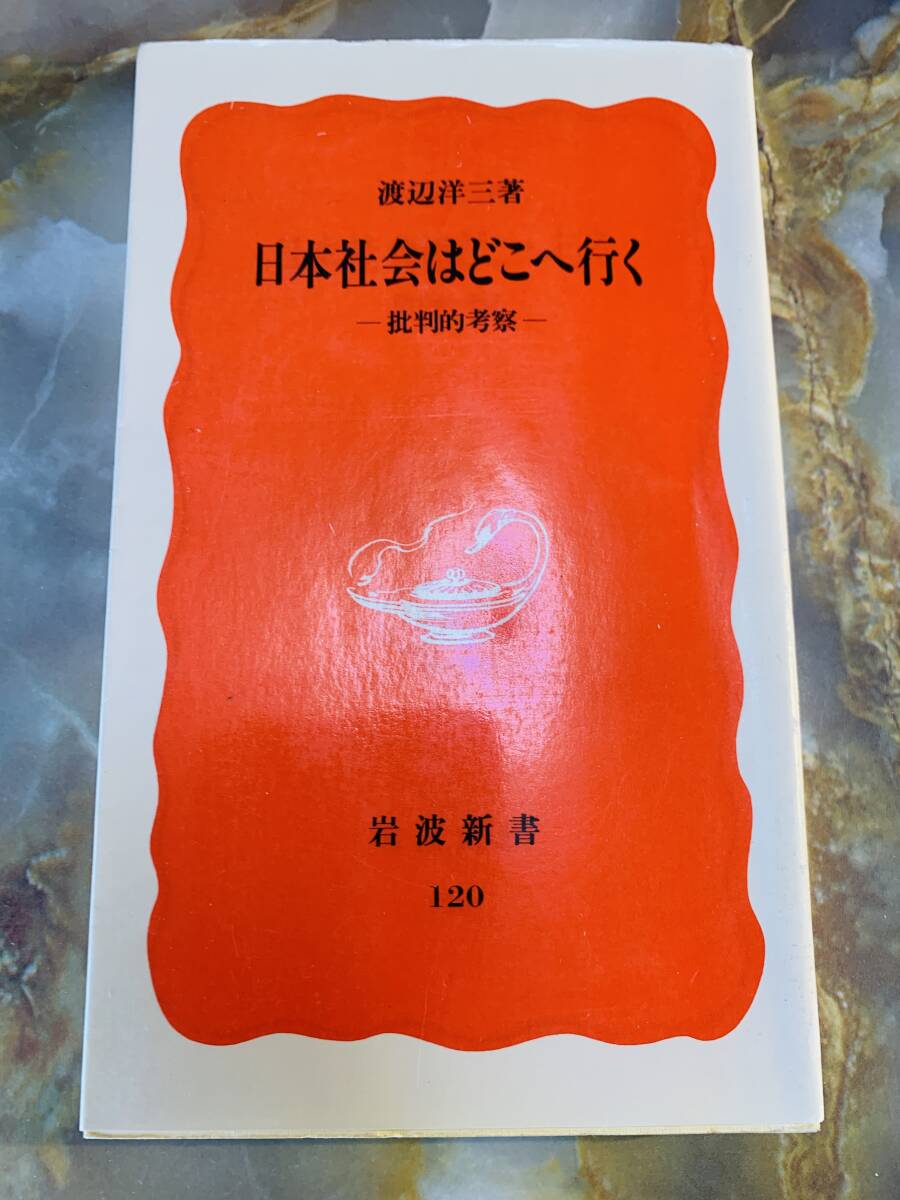 渡辺洋三著
日本社会はどこへ行く
―批判的考察―
岩波新書
120